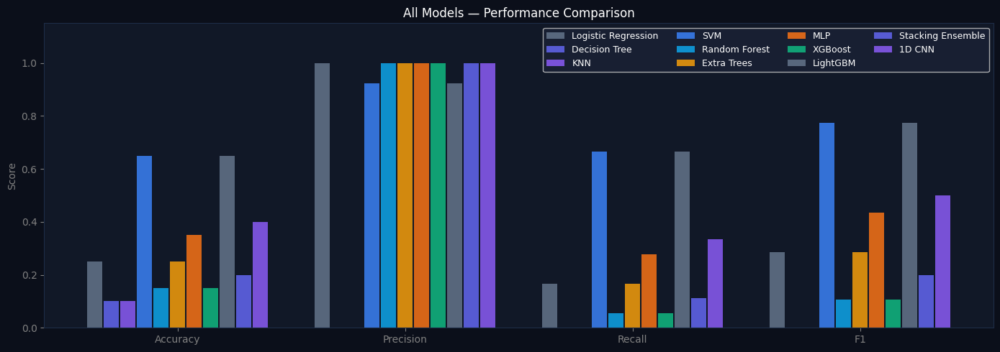 All Models — Performance Comparison
Logistic Regression
Decision Tree
KNN
SVM
Random Forest
Extra Trees
MLP
XGBoost
LightGBM
Stacking Ensemble
1D CNN
Score
1.0
0.8
0.6
0.4
0.2
0.0
Accuracy
Precision
Recall
F1